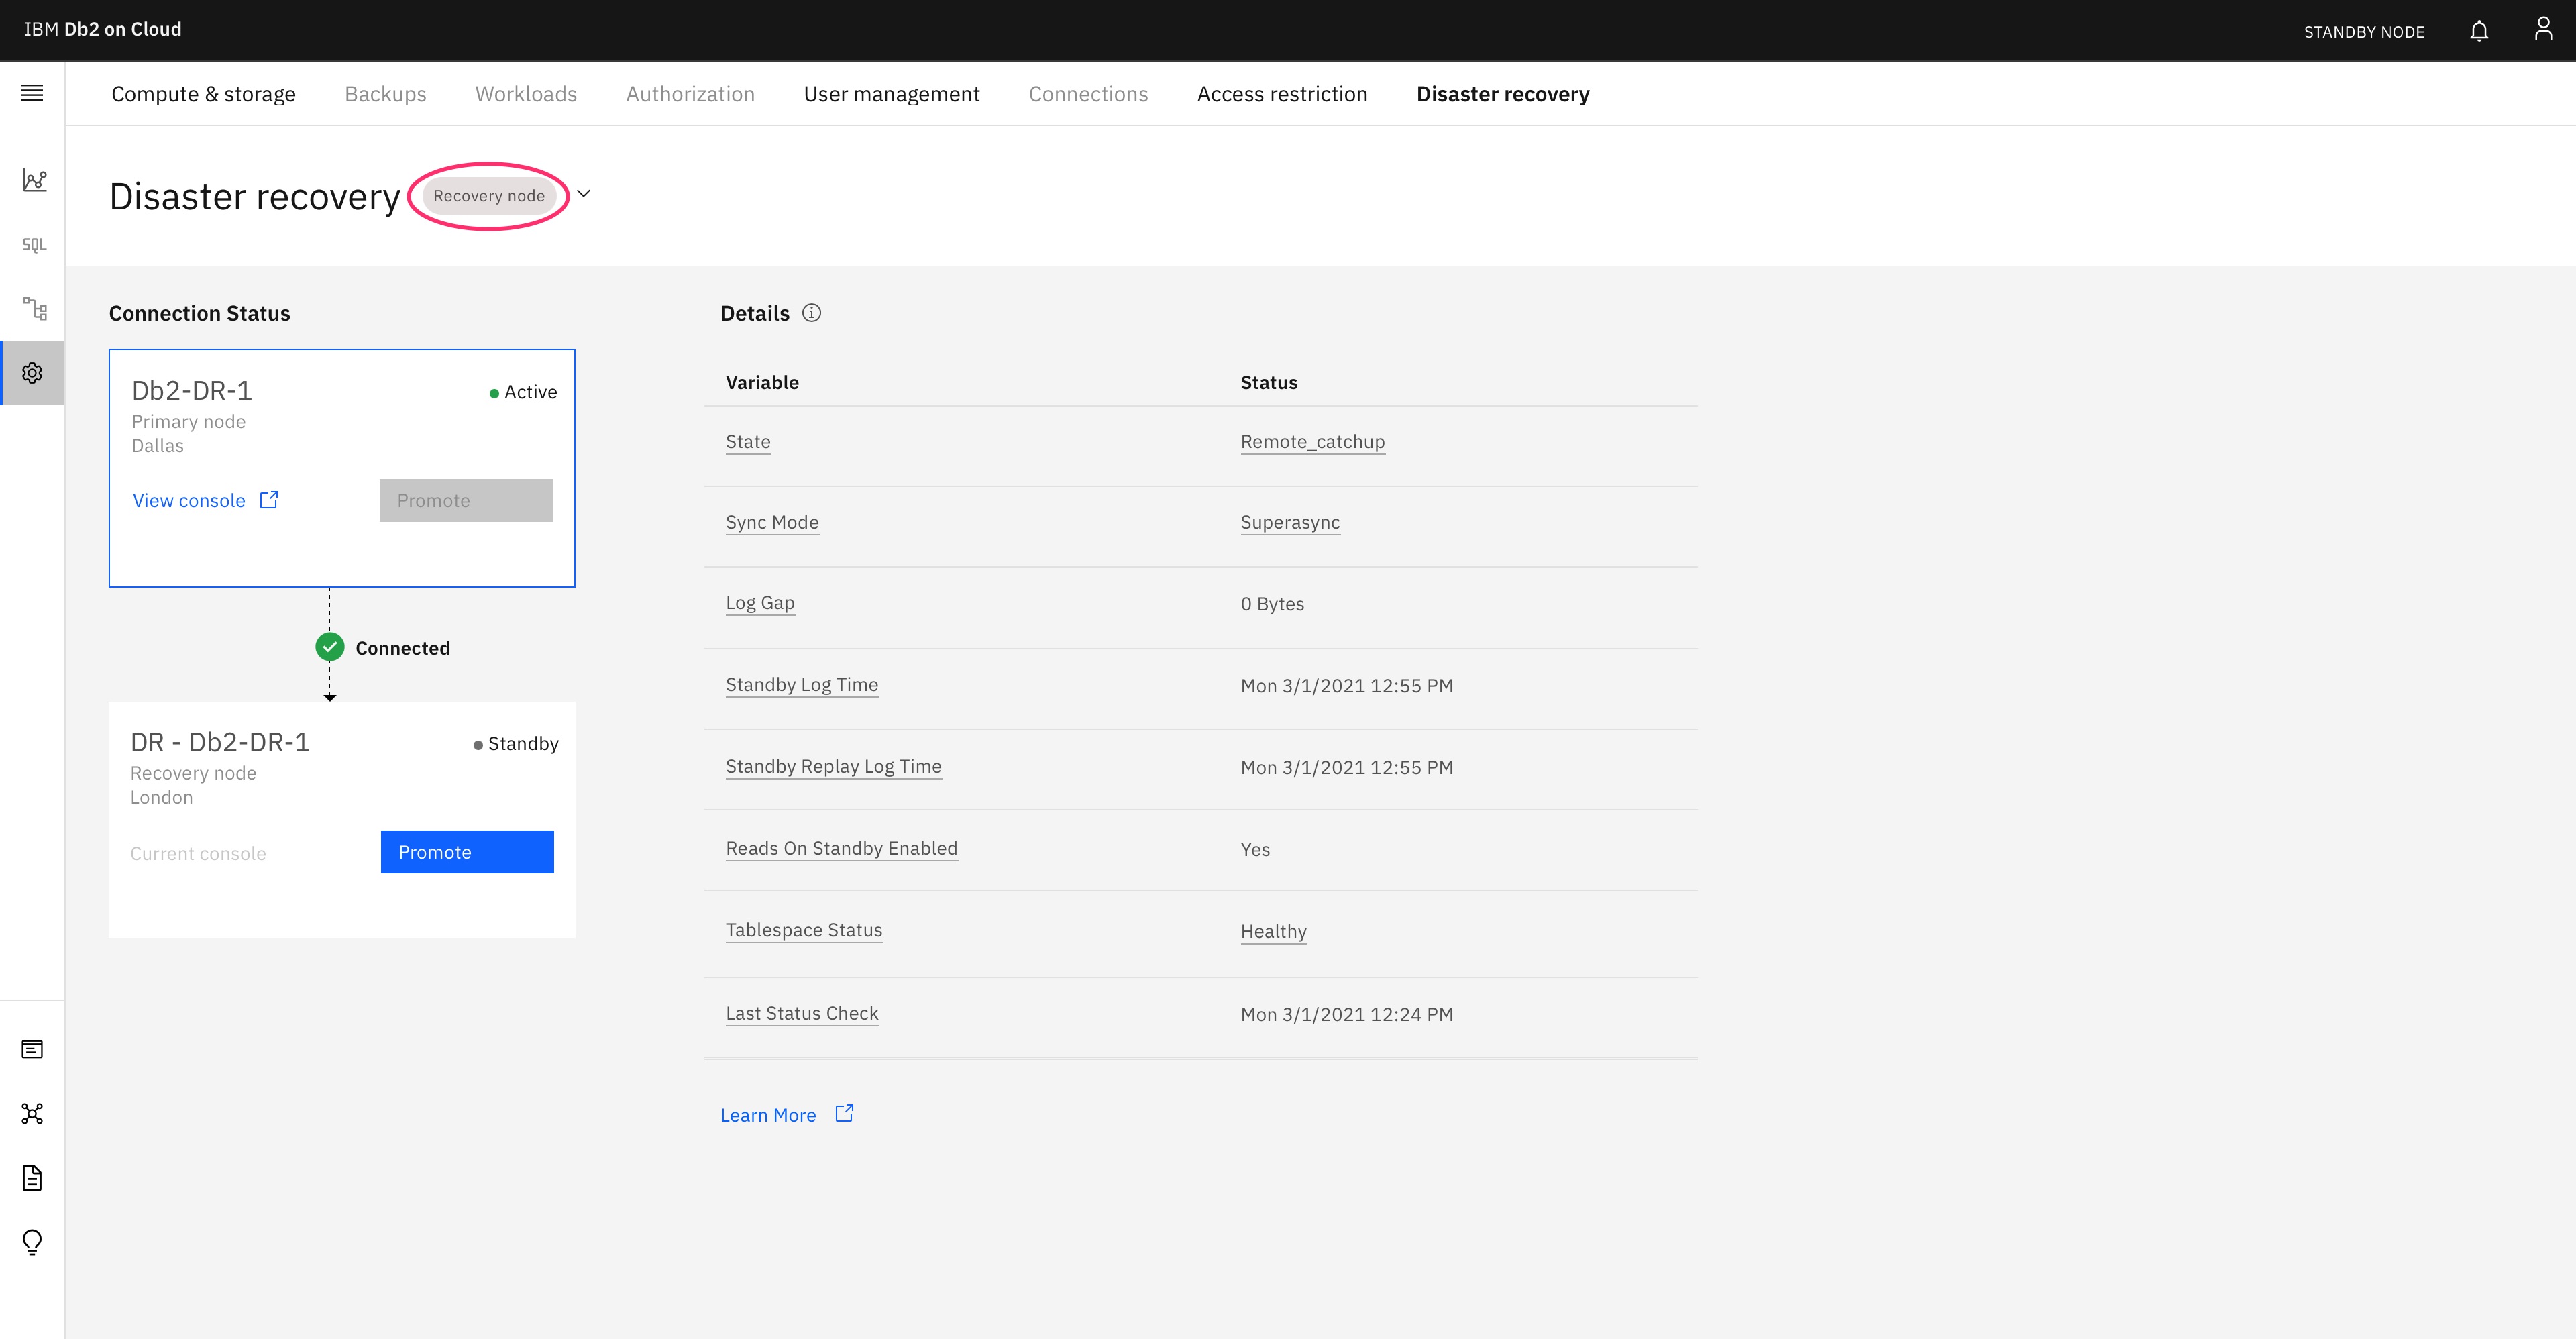 IBM Db2 on Cloud
STANDBY NODE
Compute & storage Backups Workloads Authorization User management Connections Access restriction Disaster recovery
SQL
Disaster recovery Recovery node
Connection Status
Db2-DR-1 Active
Primary node
Dallas
View console Promote
Connected
DR - Db2-DR-1 Standby
Recovery node
London
Current console Promote
Details
Variable Status
State Remote_catchup
Sync Mode Superasync
Log Gap 0 Bytes
Standby Log Time Mon 3/1/2021 12:55 PM
Standby Replay Log Time Mon 3/1/2021 12:55 PM
Reads On Standby Enabled Yes
Tablespace Status Healthy
Last Status Check Mon 3/1/2021 12:24 PM
Learn More